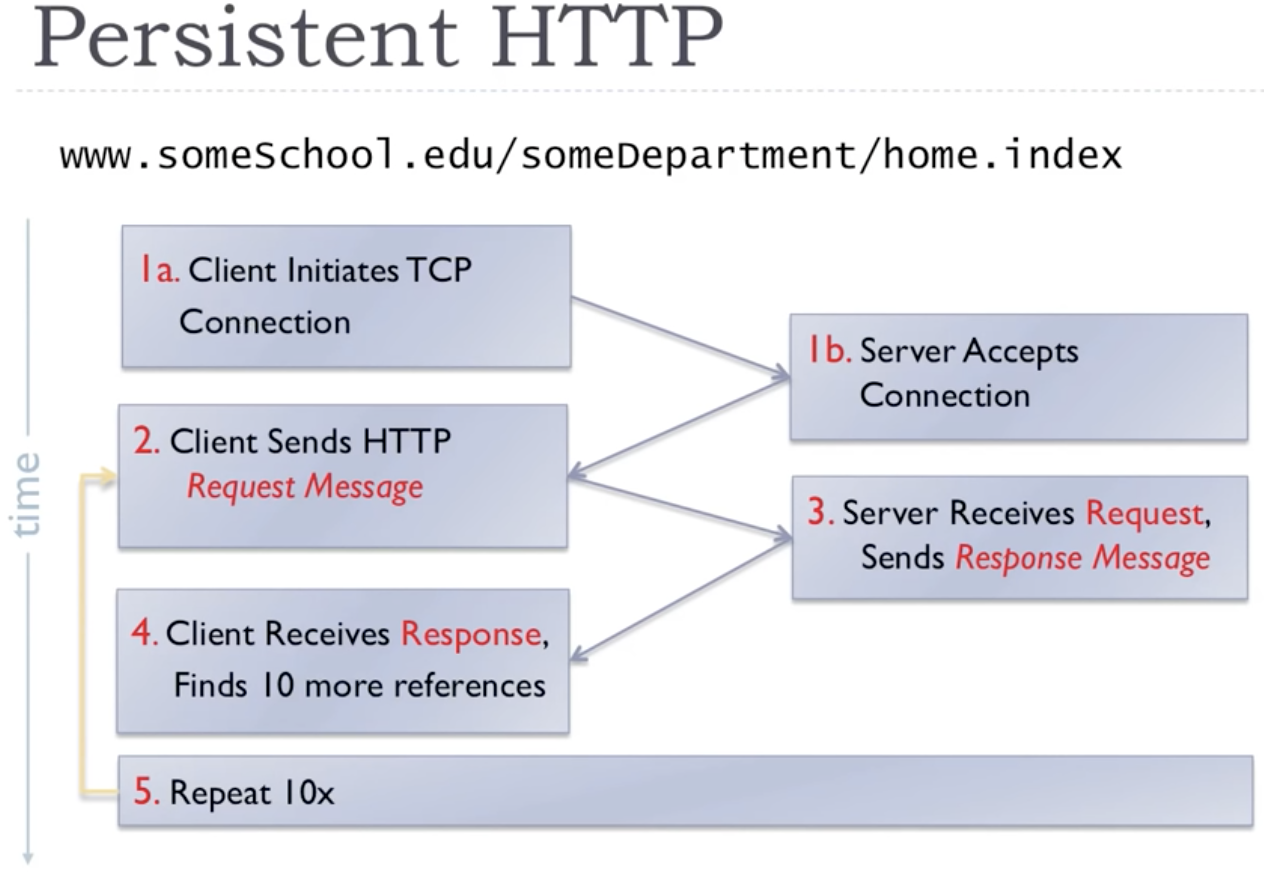 Persistent HTTP
www.someSchool.edu/someDepartment/home.index
time
1a. Client Initiates TCP
Connection
1b. Server Accepts
Connection
2. Client Sends HTTP
Request Message
3. Server Receives Request,
Sends Response Message
4. Client Receives Response,
Finds 10 more references
5. Repeat 10x